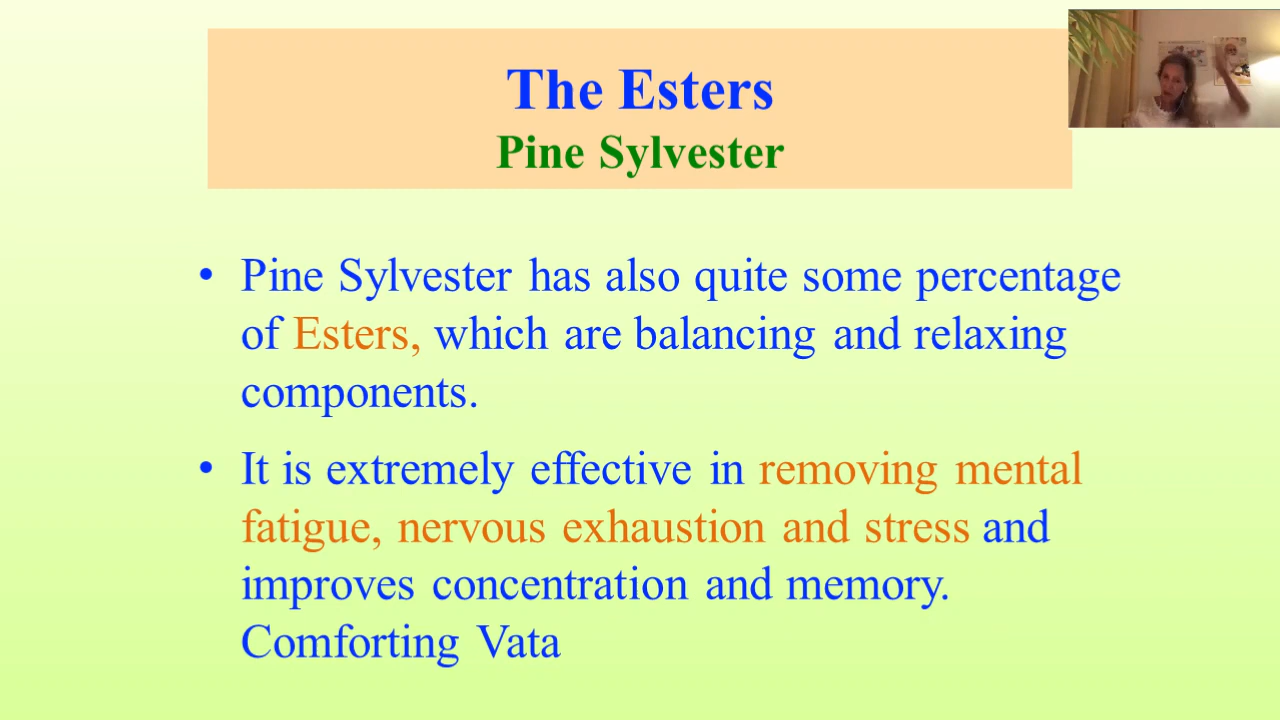 The Esters
Pine Sylvester
• Pine Sylvester has also quite some percentage
of Esters, which are balancing and relaxing
components.
• It is extremely effective in removing mental
fatigue, nervous exhaustion and stress and
improves concentration and memory.
Comforting Vata